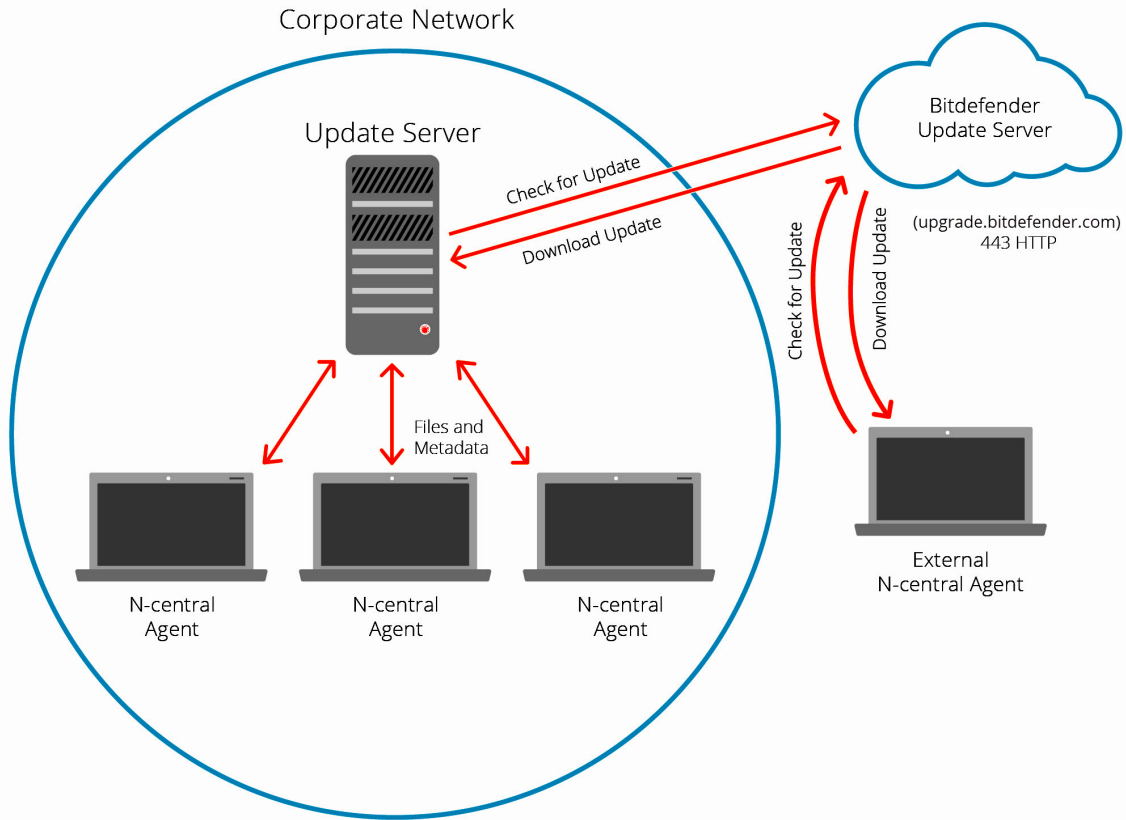 Corporate Network
Update Server
Bitdefender
Update Server
(upgrade.bitdefender.com)
443 HTTP
Check for Update
Download Update
Check for Update
Download Update
Files and
Metadata
N-central
Agent
N-central
Agent
N-central
Agent
External
N-central Agent